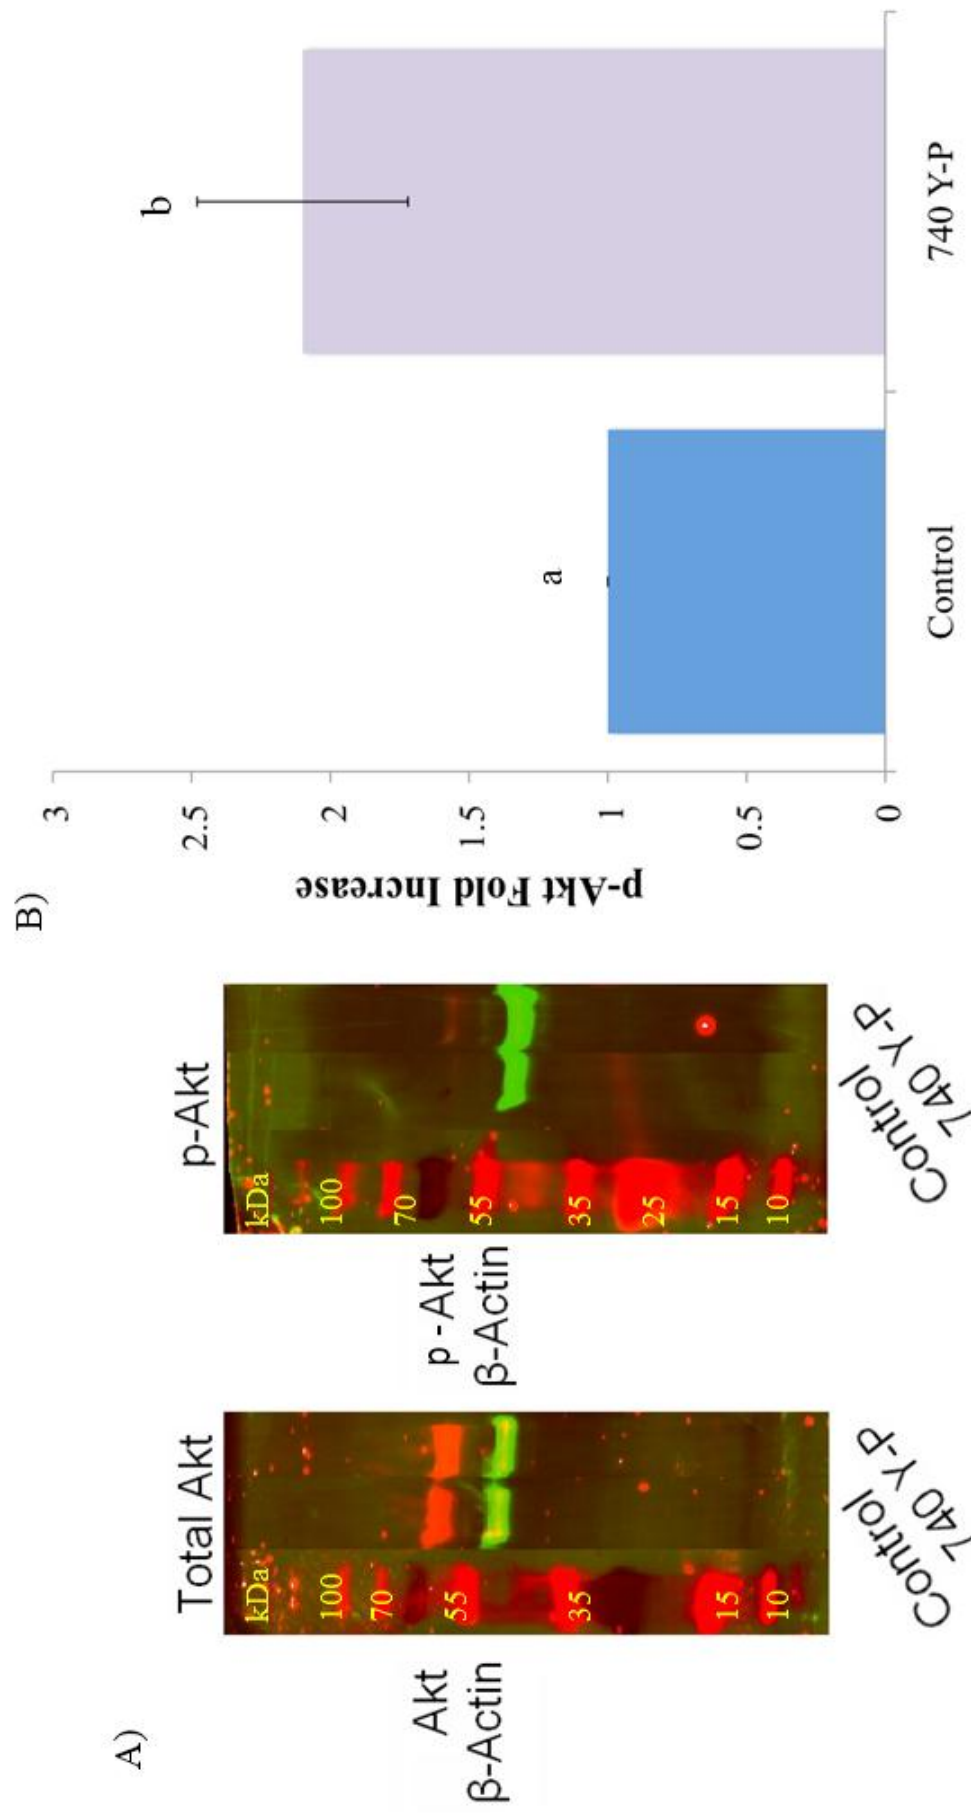 A)
Total Akt
kDa
100
70
55
35
15
10
Akt
β-Actin
Control
740 Y-P
p-Akt
kDa
100
70
55
35
25
15
10
p - Akt
β-Actin
Control
740 Y-P
B)
p-Akt Fold Increase
3
2.5
2
1.5
1
0.5
0
a
b
Control
740 Y-P